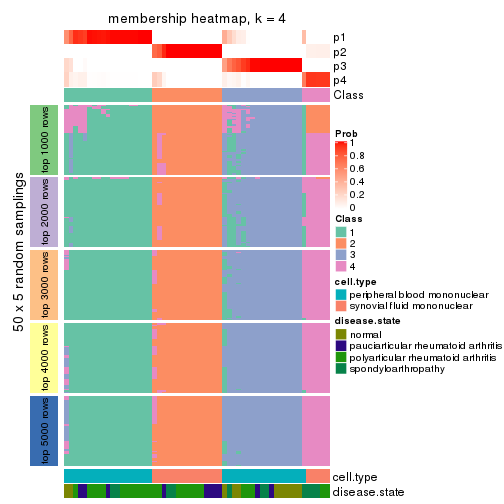 membership heatmap, k = 4
p1
p2
p3
p4
Class
50 x 5 random samplings
top 1000 rows
top 2000 rows
top 3000 rows
top 4000 rows
top 5000 rows
Prob
1
0.8
0.6
0.4
0.2
0
Class
1
2
3
4
cell.type
peripheral blood mononuclear
synovial fluid mononuclear
disease.state
normal
pauciarticular rheumatoid arthritis
polyarticular rheumatoid arthritis
spondyloarthropathy
cell.type
disease.state